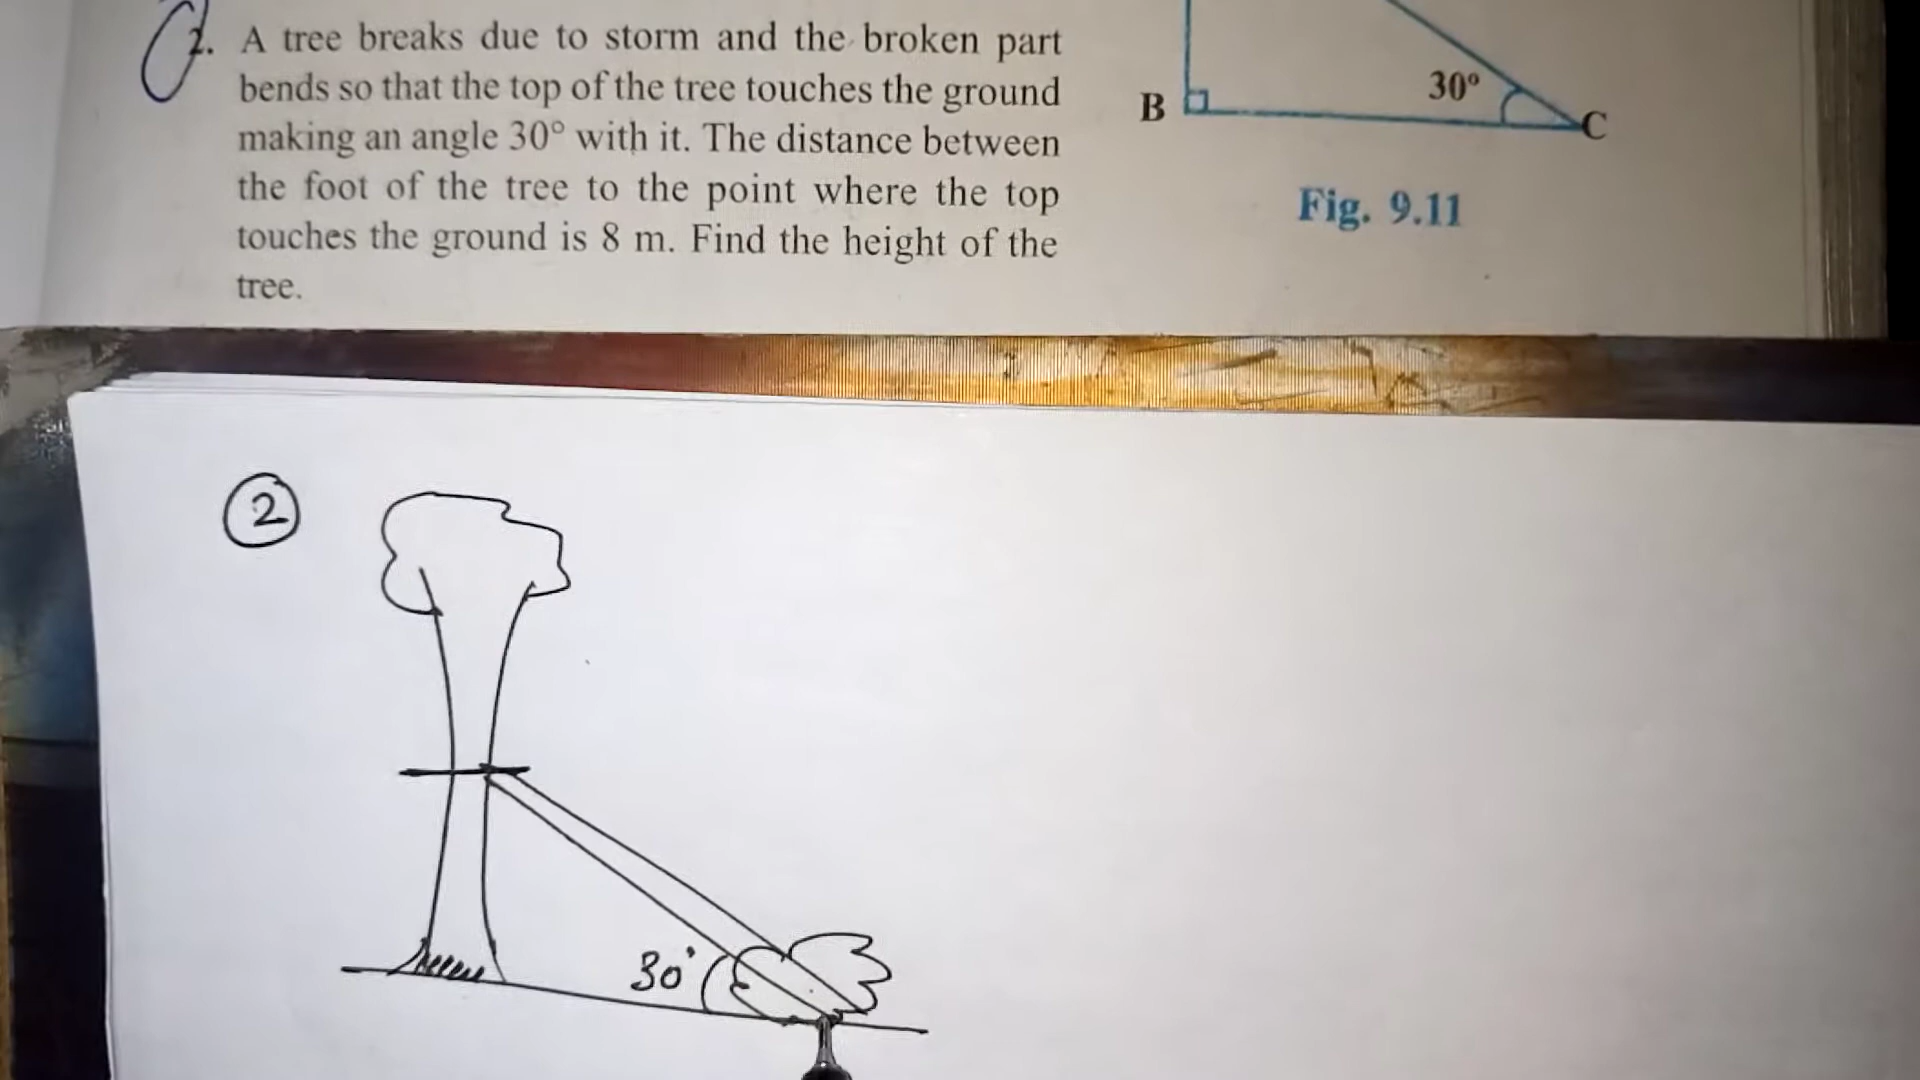 2. A tree breaks due to storm and the broken part
bends so that the top of the tree touches the ground
making an angle 30° with it. The distance between
the foot of the tree to the point where the top
touches the ground is 8 m. Find the height of the
tree.
30°
B
C
Fig. 9.11
2
30°